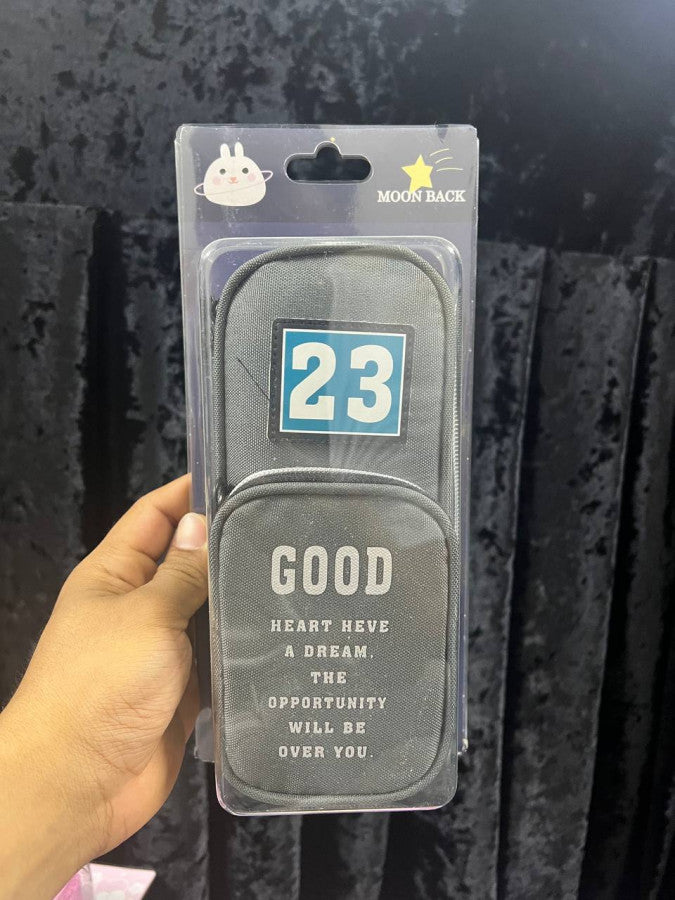 MOON BACK
23
GOOD
HEART HEVE
A DREAM.
THE
OPPORTUNITY
WILL BE
OVER YOU.